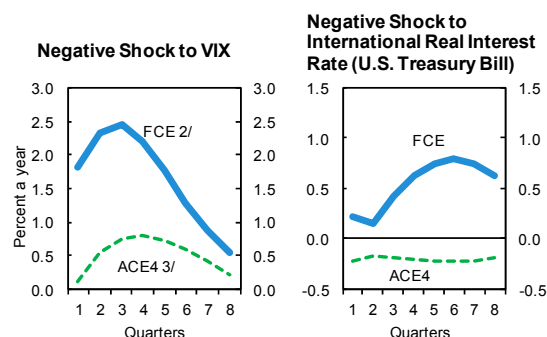 Negative Shock to VIX
3.0
2.5
2.0
1.5
1.0
0.5
0.0
Percent a year
FCE 2/
ACE4 3/
3.0
2.5
2.0
1.5
1.0
0.5
0.0
1 2 3 4 5 6 7 8
Quarters
Negative Shock to
International Real Interest
Rate (U.S. Treasury Bill)
1.5
1.0
0.5
0.0
-0.5
FCE
ACE4
1.5
1.0
0.5
0.0
-0.5
1 2 3 4 5 6 7 8
Quarters